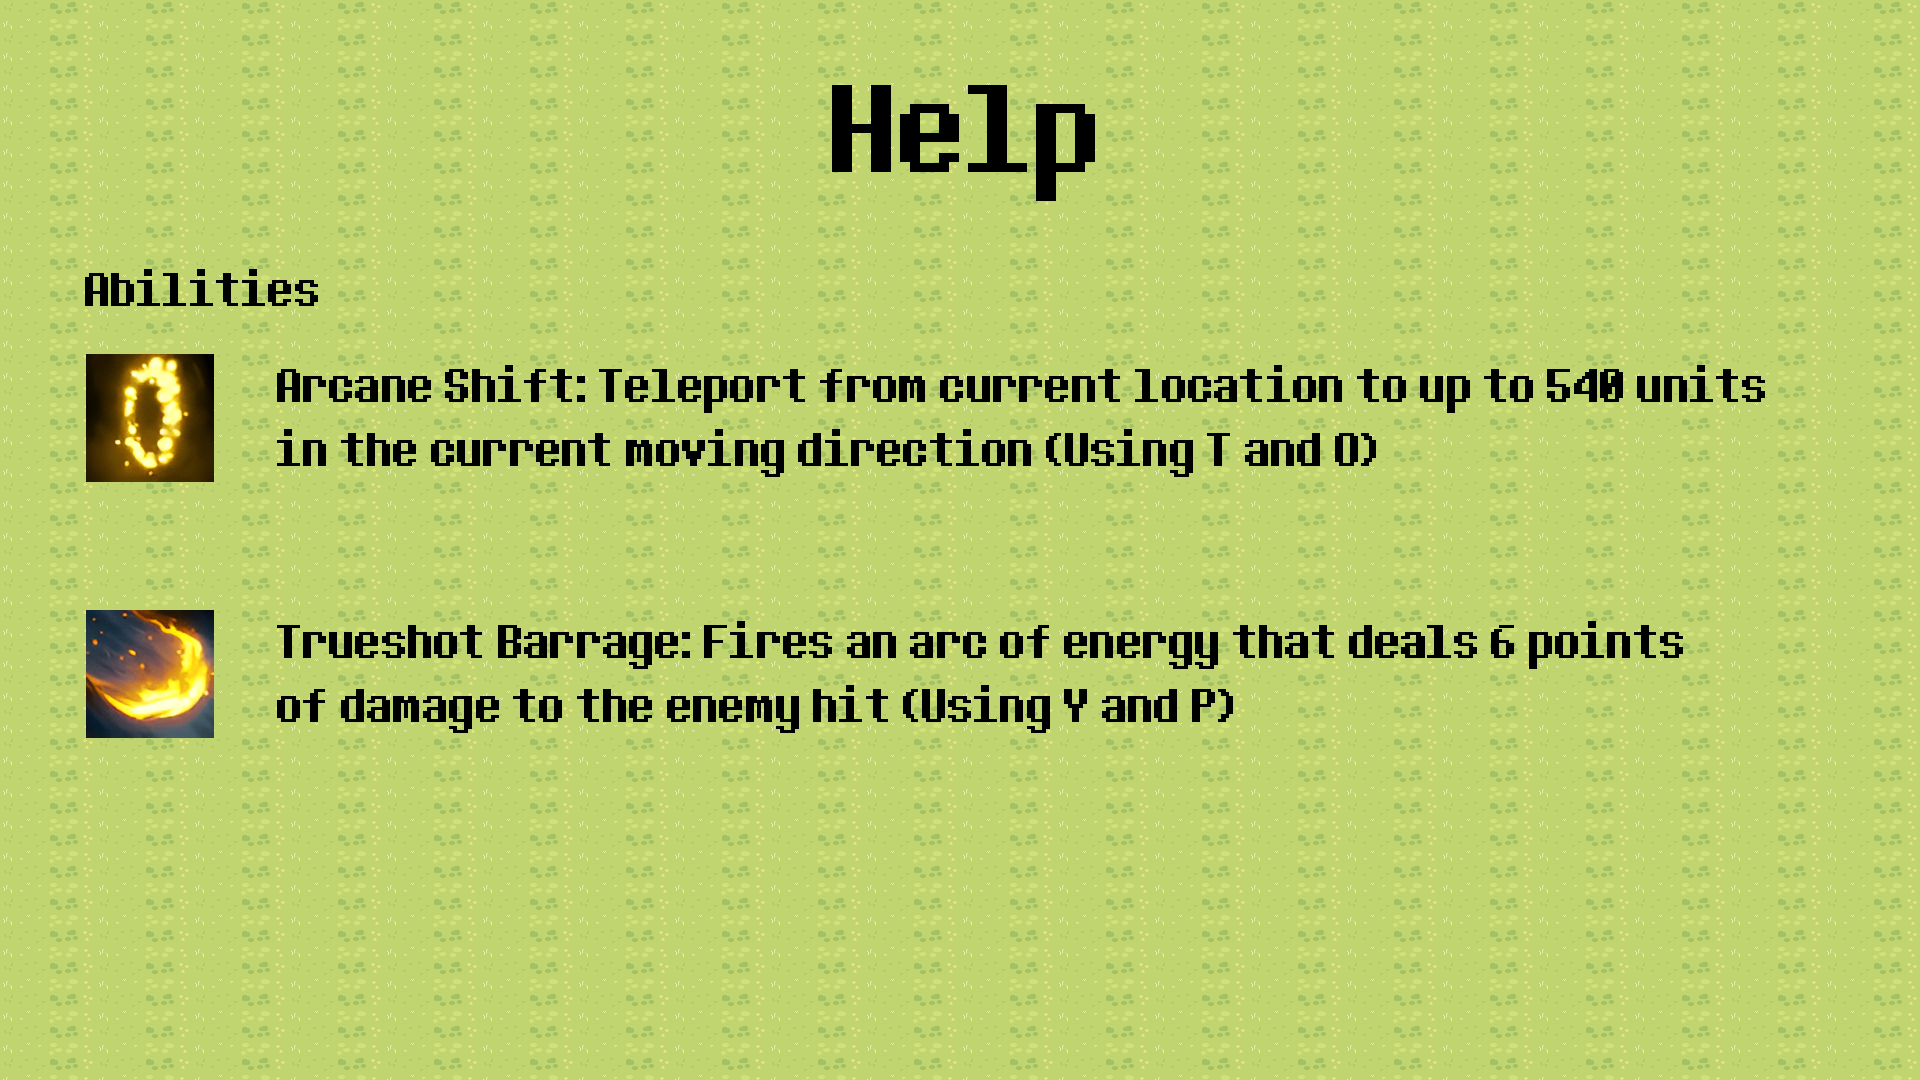 Help
Abilities
Arcane Shift: Teleport from current location to up to 540 units
in the current moving direction (Using T and O)
Trueshot Barrage: Fires an arc of energy that deals 6 points
of damage to the enemy hit (Using Y and P)